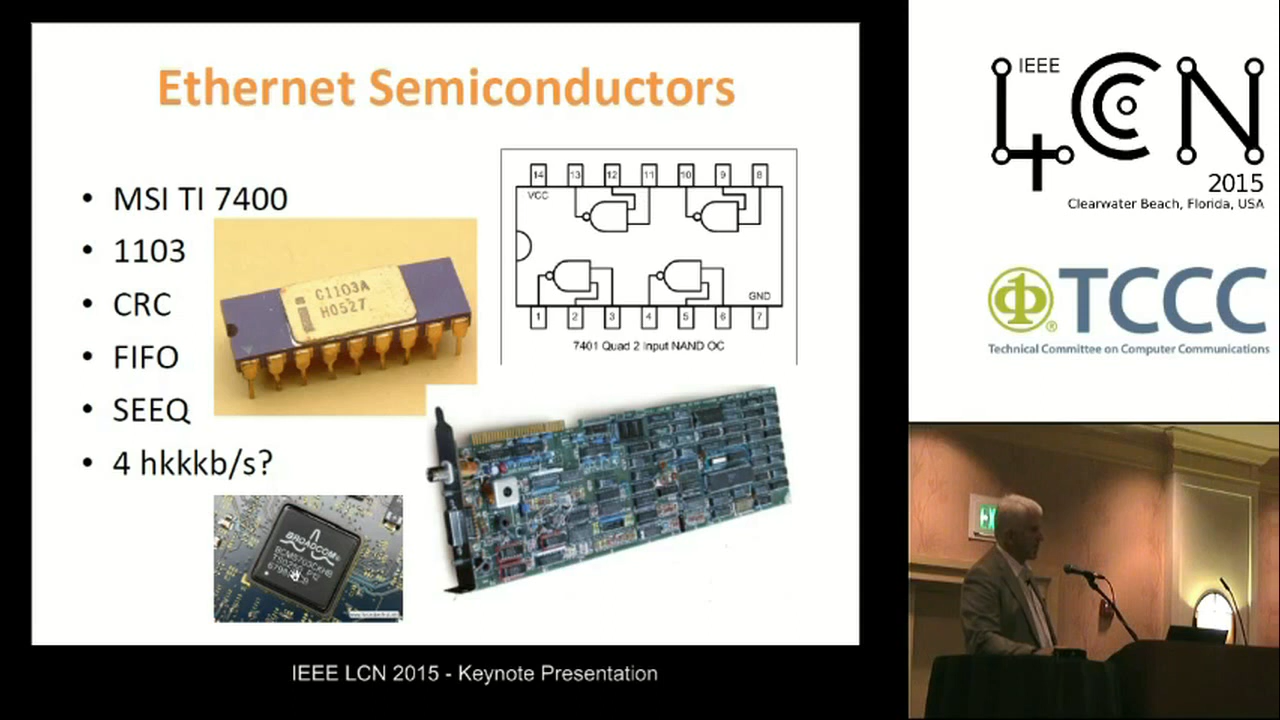 Ethernet Semiconductors
• MSI TI 7400
• 1103
• CRC
• FIFO
• SEEQ
• 4 hkkkb/s?
C1103A
H0527
14 13 12 11 10 9 8
VCC
GND
1 2 3 4 5 6 7
7401 Quad 2 Input NAND OC
BROADCOM
IEEE LCN 2015 - Keynote Presentation
IEEE
LCN
2015
Clearwater Beach, Florida, USA
TCCC
Technical Committee on Computer Communications
EX